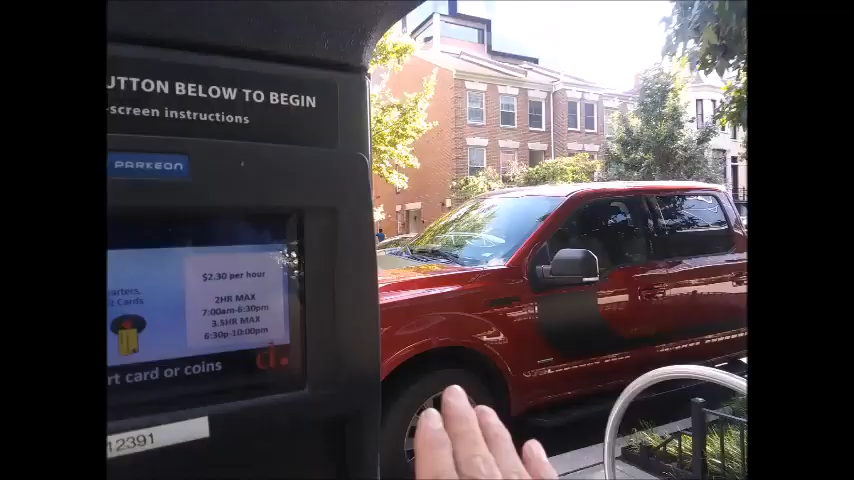 UTTON BELOW TO BEGIN
-screen instructions
PARKEON
$2.30 per hour
2HR MAX
7:00am-6:30pm
3.5HR MAX
6:30p-10:00pm
arters,
t Cards
rt card or coins
12391